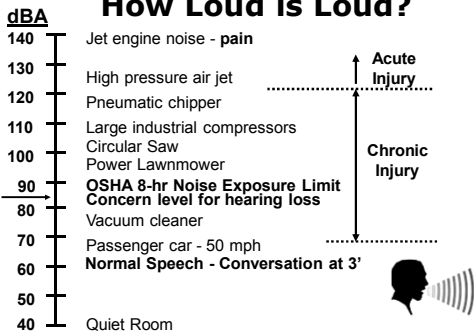 How Loud is Loud?
dBA
140 Jet engine noise - pain
Acute
130
Injury
High pressure air jet
120
Pneumatic chipper
110 Large industrial compressors
Circular Saw
Chronic
100
Power Lawnmower
Injury
90 OSHA 8-hr Noise Exposure Limit
Concern level for hearing loss
80
Vacuum cleaner
70
Passenger car - 50 mph
60 Normal Speech - Conversation at 3'
50
40 Quiet Room